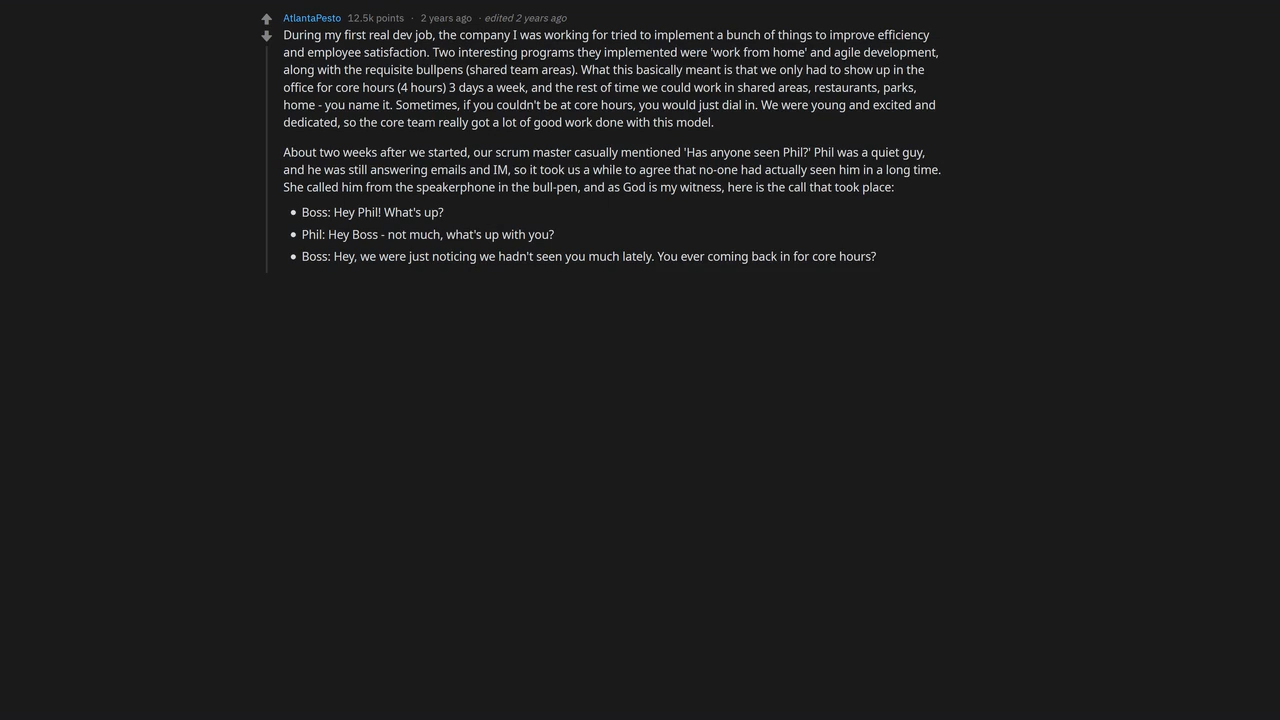 AtlantaPesto 12.5k points · 2 years ago · edited 2 years ago
During my first real dev job, the company I was working for tried to implement a bunch of things to improve efficiency
and employee satisfaction. Two interesting programs they implemented were 'work from home' and agile development,
along with the requisite bullpens (shared team areas). What this basically meant is that we only had to show up in the
office for core hours (4 hours) 3 days a week, and the rest of time we could work in shared areas, restaurants, parks,
home - you name it. Sometimes, if you couldn't be at core hours, you would just dial in. We were young and excited and
dedicated, so the core team really got a lot of good work done with this model.
About two weeks after we started, our scrum master casually mentioned 'Has anyone seen Phil?' Phil was a quiet guy,
and he was still answering emails and IM, so it took us a while to agree that no-one had actually seen him in a long time.
She called him from the speakerphone in the bull-pen, and as God is my witness, here is the call that took place:
• Boss: Hey Phil! What's up?
• Phil: Hey Boss - not much, what's up with you?
• Boss: Hey, we were just noticing we hadn't seen you much lately. You ever coming back in for core hours?